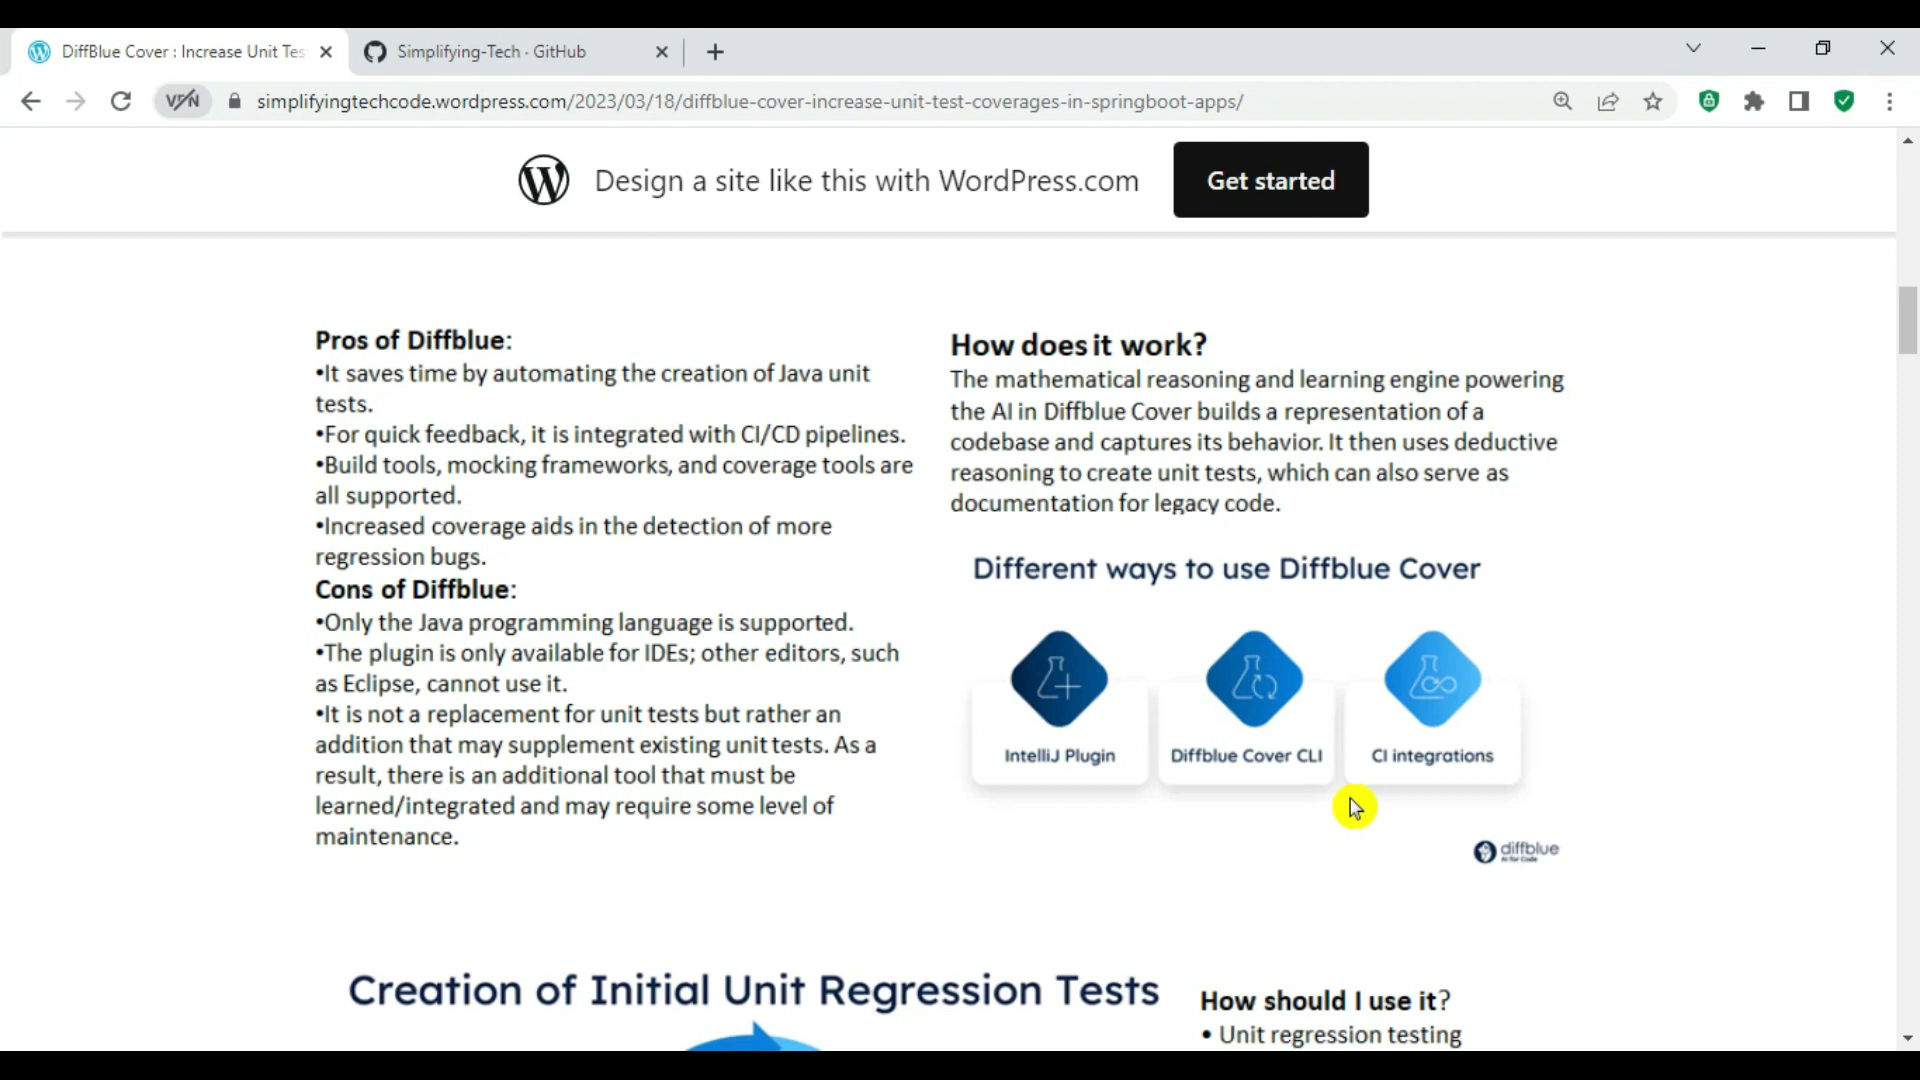 DiffBlue Cover : Increase Unit Tes
Simplifying-Tech · GitHub
VPN
simplifyingtechcode.wordpress.com/2023/03/18/diffblue-cover-increase-unit-test-coverages-in-springboot-apps/
Design a site like this with WordPress.com
Get started
Pros of Diffblue:
•It saves time by automating the creation of Java unit
tests.
•For quick feedback, it is integrated with CI/CD pipelines.
•Build tools, mocking frameworks, and coverage tools are
all supported.
•Increased coverage aids in the detection of more
regression bugs.
Cons of Diffblue:
•Only the Java programming language is supported.
•The plugin is only available for IDEs; other editors, such
as Eclipse, cannot use it.
•It is not a replacement for unit tests but rather an
addition that may supplement existing unit tests. As a
result, there is an additional tool that must be
learned/integrated and may require some level of
maintenance.
How does it work?
The mathematical reasoning and learning engine powering
the AI in Diffblue Cover builds a representation of a
codebase and captures its behavior. It then uses deductive
reasoning to create unit tests, which can also serve as
documentation for legacy code.
Different ways to use Diffblue Cover
IntelliJ Plugin
Diffblue Cover CLI
CI integrations
diffblue
AI for Code
Creation of Initial Unit Regression Tests
How should I use it?
• Unit regression testing